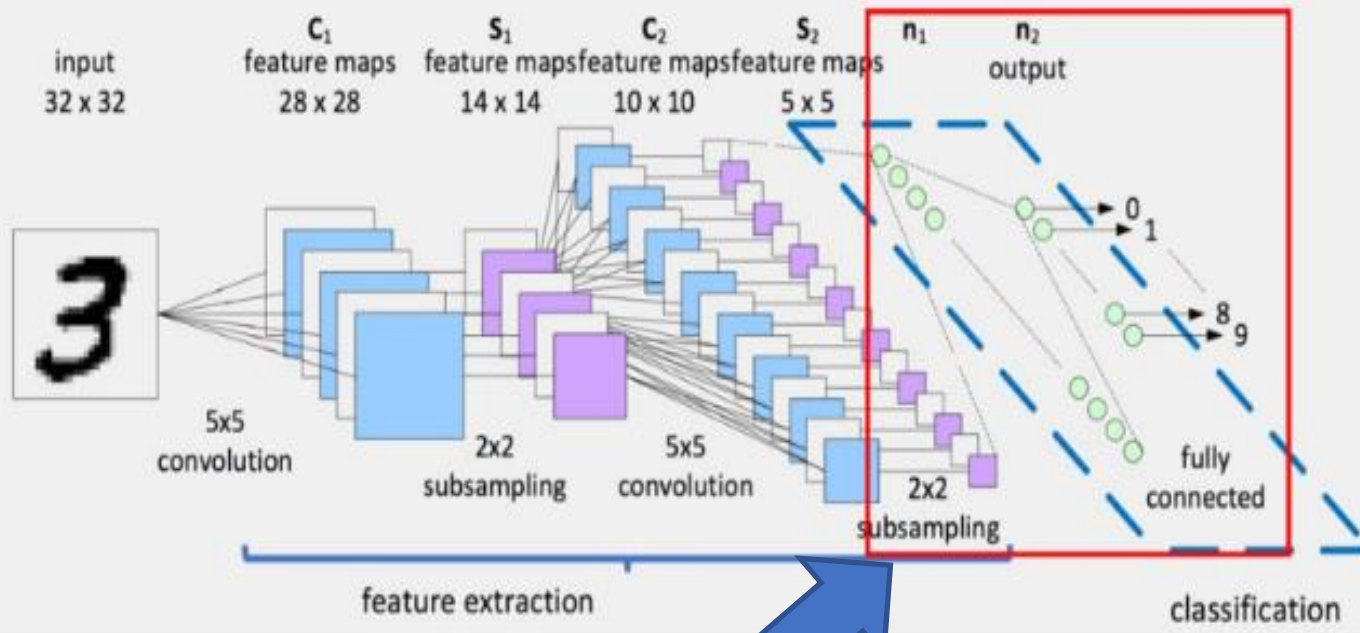 input
32 x 32
C₁
feature maps
28 x 28
S₁
feature maps
14 x 14
C₂
feature maps
10 x 10
S₂
feature maps
5 x 5
n₁
n₂
output
0
1
8
9
5x5
convolution
2x2
subsampling
5x5
convolution
2x2
subsampling
fully
connected
feature extraction
classification
3